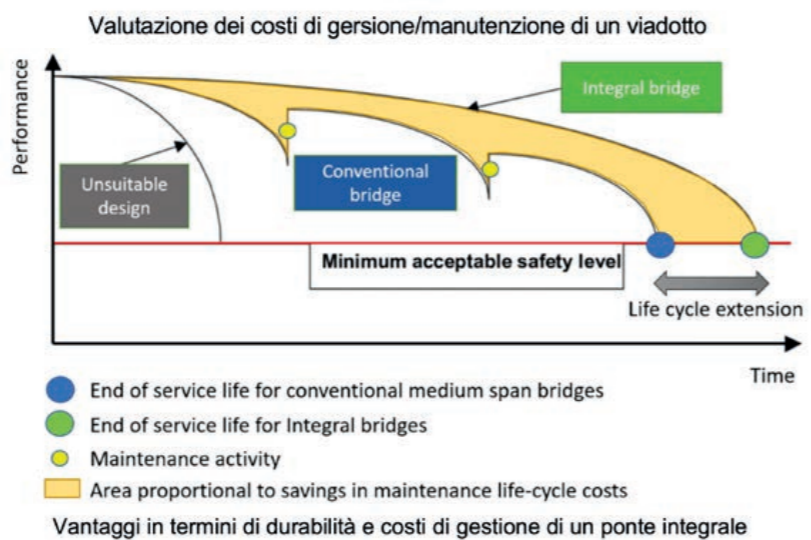 Valutazione dei costi di gersione/manutenzione di un viadotto
Performance
Integral bridge
Unsuitable
design
Conventional
bridge
Minimum acceptable safety level
Life cycle extension
Time
End of service life for conventional medium span bridges
End of service life for Integral bridges
Maintenance activity
Area proportional to savings in maintenance life-cycle costs
Vantaggi in termini di durabilità e costi di gestione di un ponte integrale